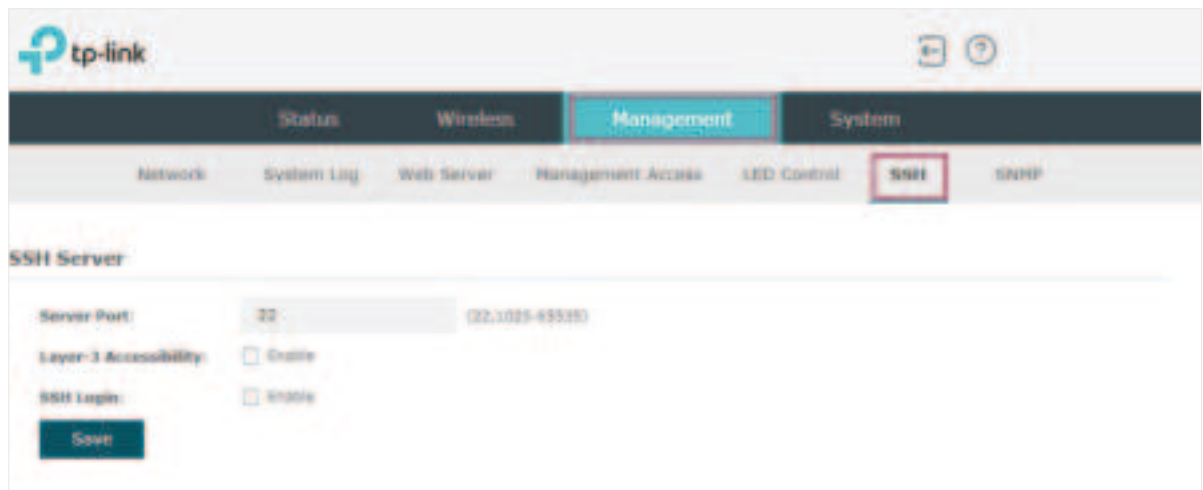 tp-link
Status Wireless Management System
Network System Log Web Server Management Access LED Control SSH SNMP
SSH Server
Server Port: 22 (22,1025-65535)
Layer-3 Accessibility: Enable
SSH Login: Enable
Save